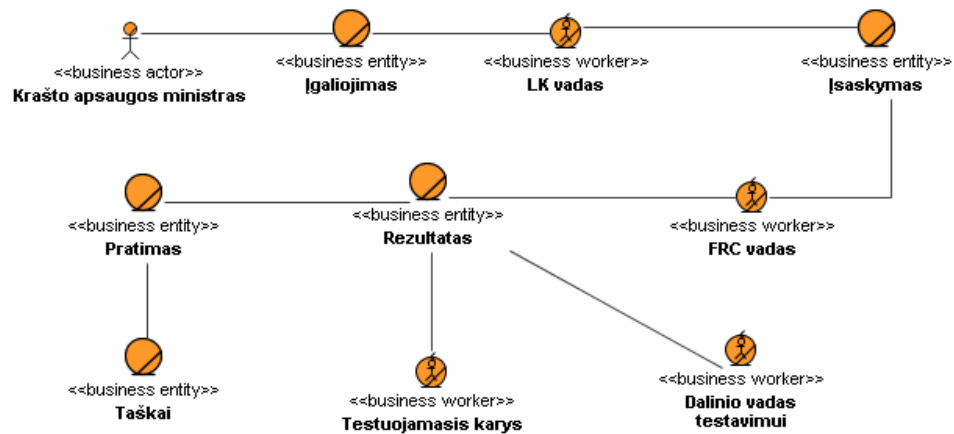 <<business actor>>
Krašto apsaugos ministras
<<business entity>>
Įgaliojimas
<<business worker>>
LK vadas
<<business entity>>
Įsaskymas
<<business entity>>
Pratimas
<<business entity>>
Rezultatas
<<business worker>>
FRC vadas
<<business entity>>
Taškai
<<business worker>>
Testuojamasis karys
<<business worker>>
Dalinio vadas
testavimui